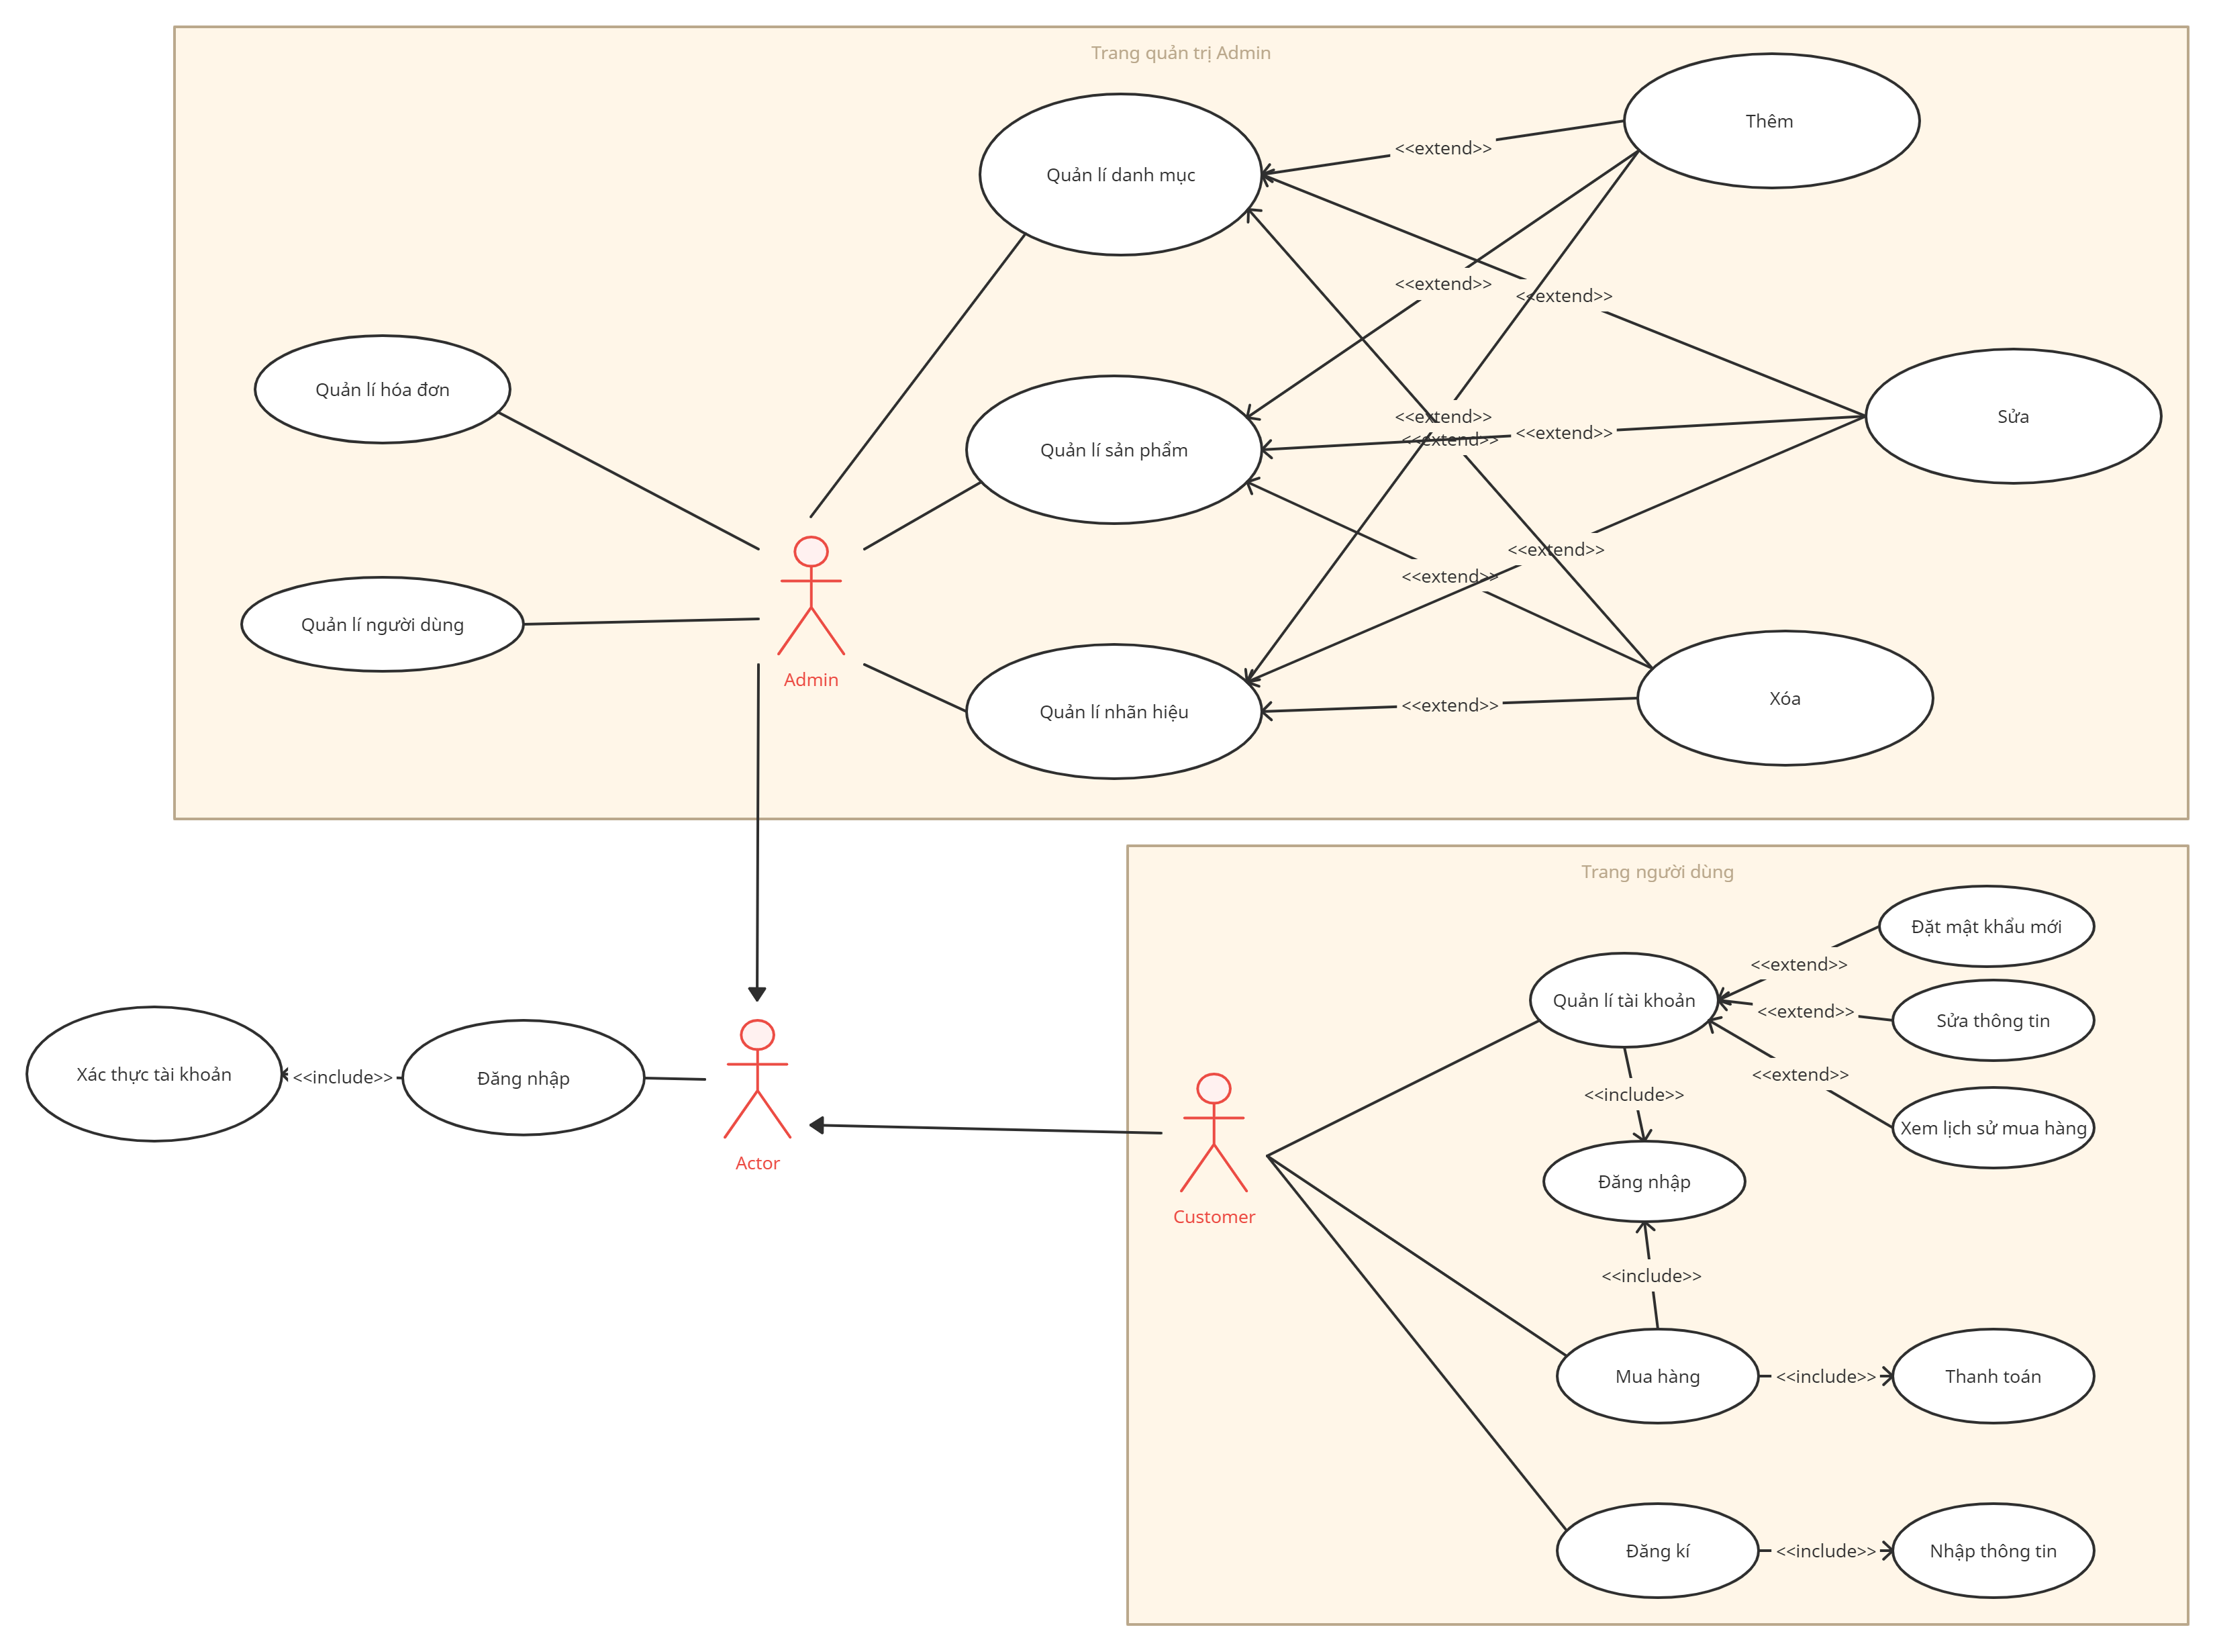 Trang quản trị Admin
Thêm
<<extend>>
Quản lí danh mục
<<extend>>
<<extend>>
Quản lí hóa đơn
<<extend>>
Sửa
<<extend>>
<<extend>>
Quản lí sản phẩm
<<extend>>
<<extend>>
Quản lí người dùng
Admin
Xóa
<<extend>>
Quản lí nhãn hiệu
Trang người dùng
Đặt mật khẩu mới
<<extend>>
Quản lí tài khoản
<<extend>>
Sửa thông tin
Xác thực tài khoản
<<include>>
Đăng nhập
<<extend>>
<<include>>
Xem lịch sử mua hàng
Actor
Đăng nhập
Customer
<<include>>
Mua hàng
<<include>>
Thanh toán
Đăng kí
<<include>>
Nhập thông tin